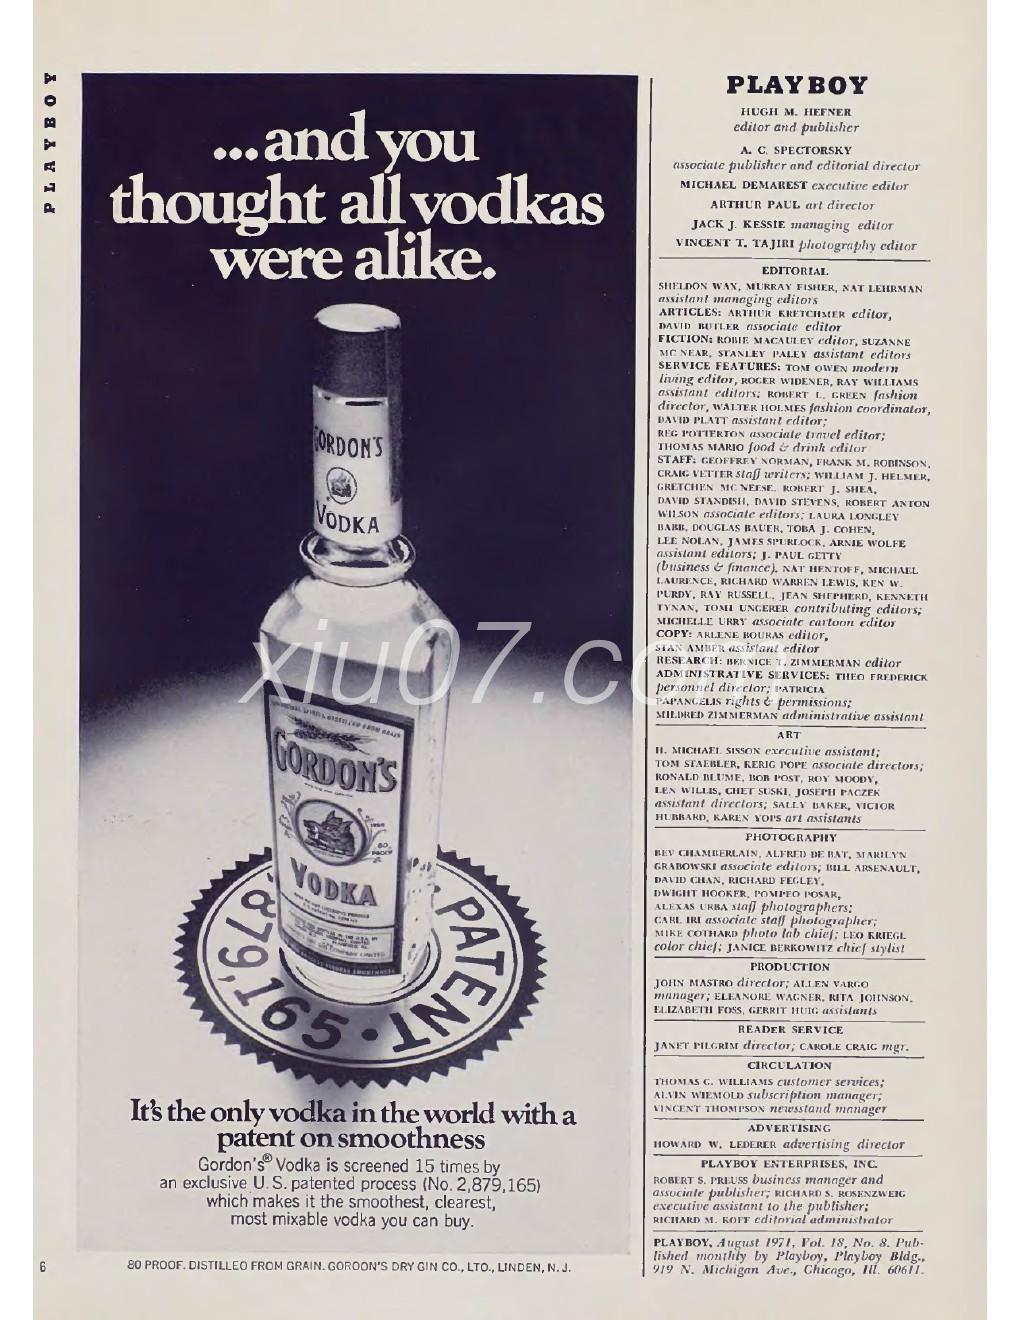 PLAYBOY
...and you
thought all vodkas
were alike.
GORDON'S
VODKA
GORDON'S
VODKA
PATENT
•
2,879,165
It's the only vodka in the world with a
patent on smoothness
Gordon's® Vodka is screened 15 times by
an exclusive U.S. patented process (No. 2,879,165)
which makes it the smoothest, clearest,
most mixable vodka you can buy.
6
80 PROOF. DISTILLED FROM GRAIN. GORDON'S DRY GIN CO., LTD., LINDEN, N.J.
xiu07.com
PLAYBOY
HUGH M. HEFNER
editor and publisher
A. C. SPECTORSKY
associate publisher and editorial director
MICHAEL DEMAREST executive editor
ARTHUR PAUL art director
JACK J. KESSIE managing editor
VINCENT T. TAJIRI photography editor
EDITORIAL
SHELDON WAX, MURRAY FISHER, NAT LEHRMAN
assistant managing editors
ARTICLES: ARTHUR KRETCHMER editor,
DAVID BUTLER associate editor
FICTION: ROBIE MACAULEY editor, SUZANNE
MC NEAR, STANLEY PALEY assistant editors
SERVICE FEATURES: TOM OWEN modern
living editor, ROGER WIDENER, RAY WILLIAMS
assistant editors; ROBERT L. GREEN fashion
director, WALTER HOLMES fashion coordinator,
DAVID PLATT assistant editor;
REG POTTERTON associate travel editor;
THOMAS MARIO food & drink editor
STAFF: GEOFFREY NORMAN, FRANK M. ROBINSON,
CRAIG VETTER staff writers; WILLIAM J. HELMER,
GRETCHEN MC NEESE, ROBERT J. SHEA,
DAVID STANDISH, DAVID STEVENS, ROBERT ANTON
WILSON associate editors; LAURA LONGLEY
BABB, DOUGLAS BAUER, TOBA J. COHEN,
LEE NOLAN, JAMES SPURLOCK, ARNIE WOLFE
assistant editors; J. PAUL GETTY
(business & finance), NAT HENTOFF, MICHAEL
LAURENCE, RICHARD WARREN LEWIS, KEN W.
PURDY, RAY RUSSELL, JEAN SHEPHERD, KENNETH
TYNAN, TOMI UNGERER contributing editors;
MICHELLE URRY associate cartoon editor
COPY: ARLENE BOURAS editor,
STAN AMBER assistant editor
RESEARCH: BERNICE T. ZIMMERMAN editor
ADMINISTRATIVE SERVICES: THEO FREDERICK
personnel director; PATRICIA
PAPANGELIS rights & permissions;
MILDRED ZIMMERMAN administrative assistant
ART
H. MICHAEL SISSON executive assistant;
TOM STAEBLER, KERIG POPE associate directors;
RONALD BLUME, BOB POST, ROY MOODY,
LEN WILLIS, CHET SUSKI, JOSEPH PACZEK
assistant directors; SALLY BAKER, VICTOR
HUBBARD, KAREN YOPS art assistants
PHOTOGRAPHY
BEV CHAMBERLAIN, ALFRED DE BAT, MARILYN
GRABOWSKI associate editors; BILL ARSENAULT,
DAVID CHAN, RICHARD FEGLEY,
DWIGHT HOOKER, POMPEO POSAR,
ALEXAS URBA staff photographers;
CARL IRI associate staff photographer;
MIKE COTHARD photo lab chief; LEO KRIEGL
color chief; JANICE BERKOWITZ chief stylist
PRODUCTION
JOHN MASTRO director; ALLEN VARGO
manager; ELEANORE WAGNER, RITA JOHNSON,
ELIZABETH FOSS, GERRIT HUIG assistants
READER SERVICE
JANET PILGRIM director; CAROLE CRAIG mgr.
CIRCULATION
THOMAS G. WILLIAMS customer services;
ALVIN WIEMOLD subscription manager;
VINCENT THOMPSON newsstand manager
ADVERTISING
HOWARD W. LEDERER advertising director
PLAYBOY ENTERPRISES, INC.
ROBERT S. PREUSS business manager and
associate publisher; RICHARD S. ROSENZWEIG
executive assistant to the publisher;
RICHARD M. KOFF editorial administrator
PLAYBOY, August 1971, Vol. 18, No. 8. Pub-
lished monthly by Playboy, Playboy Bldg.,
919 N. Michigan Ave., Chicago, Ill. 60611.